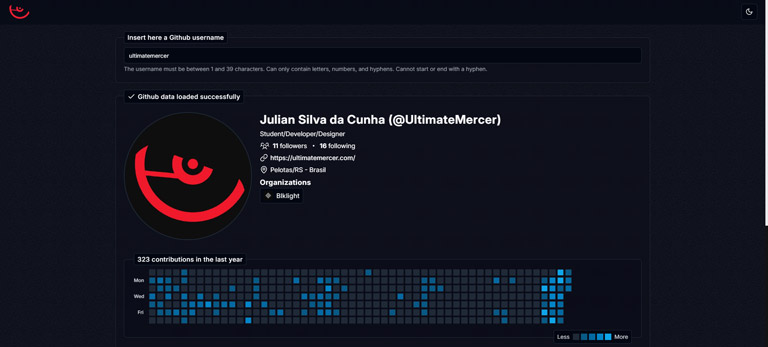 Insert here a Github username
ultimatemercer
The username must be between 1 and 39 characters. Can only contain letters, numbers, and hyphens. Cannot start or end with a hyphen.
Github data loaded successfully
Julian Silva da Cunha (@UltimateMercer)
Student/Developer/Designer
11 followers • 16 following
https://ultimatemercer.com/
Pelotas/RS - Brasil
Organizations
Blklight
323 contributions in the last year
Mon
Wed
Fri
Less More